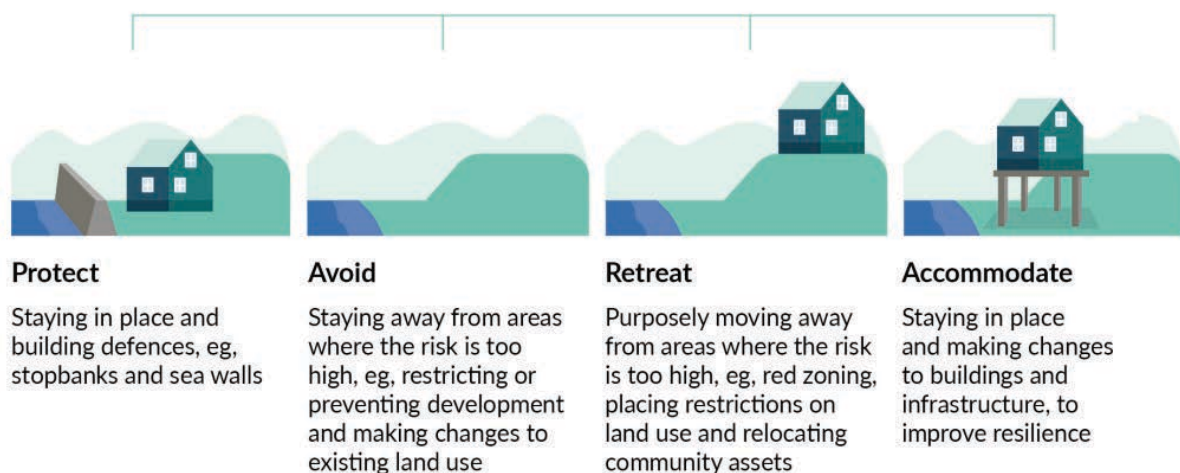 Protect
Staying in place and
building defences, eg,
stopbanks and sea walls
Avoid
Staying away from areas
where the risk is too
high, eg, restricting or
preventing development
and making changes to
existing land use
Retreat
Purposely moving away
from areas where the risk
is too high, eg, red zoning,
placing restrictions on
land use and relocating
community assets
Accommodate
Staying in place
and making changes
to buildings and
infrastructure, to
improve resilience